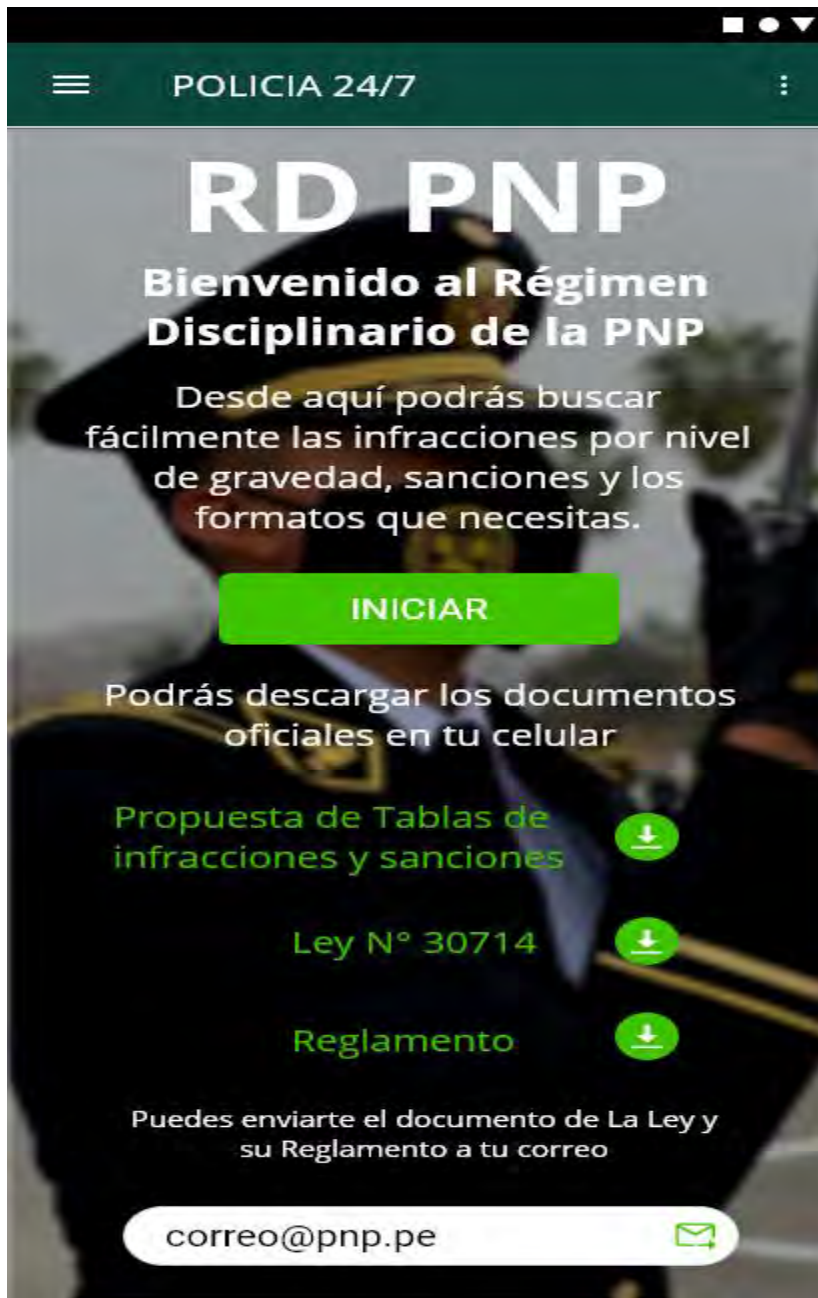 POLICIA 24/7
RD PNP
Bienvenido al Régimen
Disciplinario de la PNP
Desde aquí podrás buscar
fácilmente las infracciones por nivel
de gravedad, sanciones y los
formatos que necesitas.
INICIAR
Podrás descargar los documentos
oficiales en tu celular
Propuesta de Tablas de
infracciones y sanciones
Ley N° 30714
Reglamento
Puedes enviarte el documento de La Ley y
su Reglamento a tu correo
correo@pnp.pe